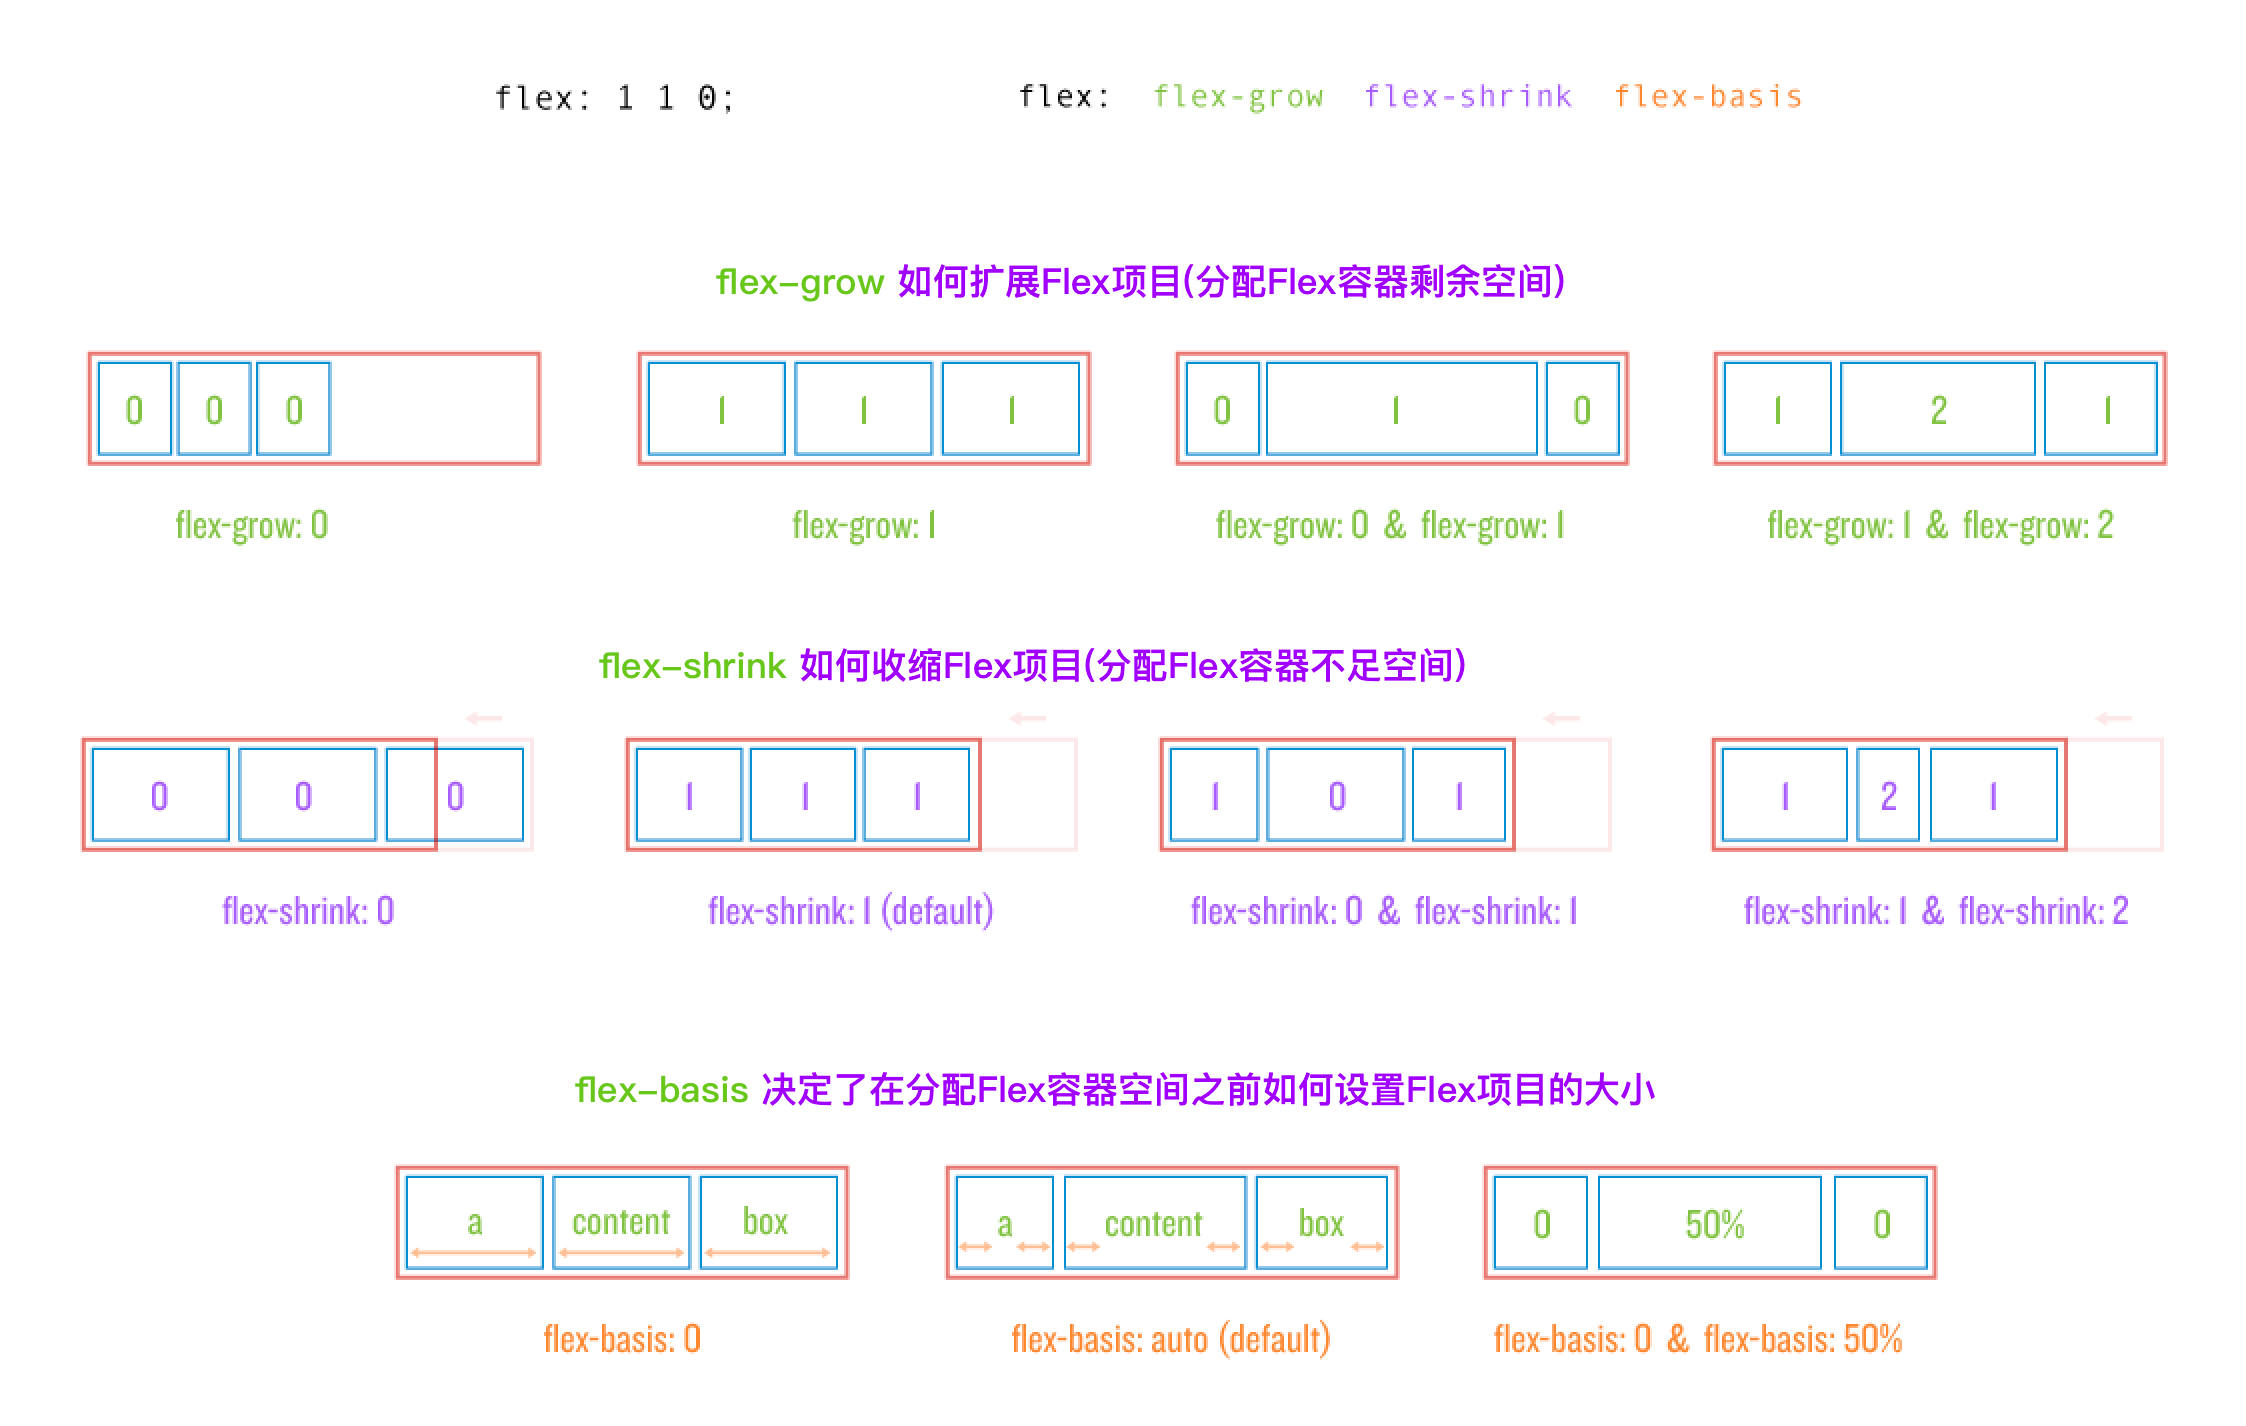 flex: 1 1 0; flex: flex-grow flex-shrink flex-basis
flex-grow 如何扩展Flex项目(分配Flex容器剩余空间)
0 0 0 1 1 1 0 1 0 1 2 1
flex-grow: 0 flex-grow: 1 flex-grow: 0 & flex-grow: 1 flex-grow: 1 & flex-grow: 2
flex-shrink 如何收缩Flex项目(分配Flex容器不足空间)
0 0 0 1 1 1 1 0 1 1 2 1
flex-shrink: 0 flex-shrink: 1 (default) flex-shrink: 0 & flex-shrink: 1 flex-shrink: 1 & flex-shrink: 2
flex-basis 决定了在分配Flex容器空间之前如何设置Flex项目的大小
a content box a content box 0 50% 0
flex-basis: 0 flex-basis: auto (default) flex-basis: 0 & flex-basis: 50%